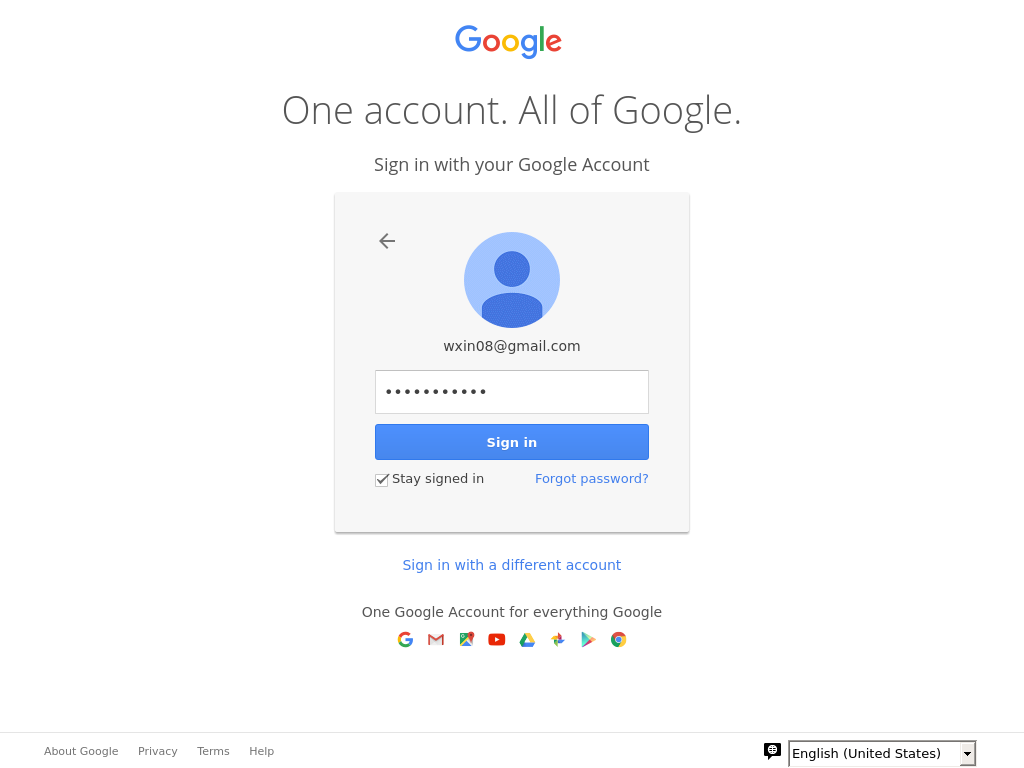 Google
One account. All of Google.
Sign in with your Google Account
wxin08@gmail.com
•••••••••••
Sign in
Stay signed in Forgot password?
Sign in with a different account
One Google Account for everything Google
About Google Privacy Terms Help English (United States)